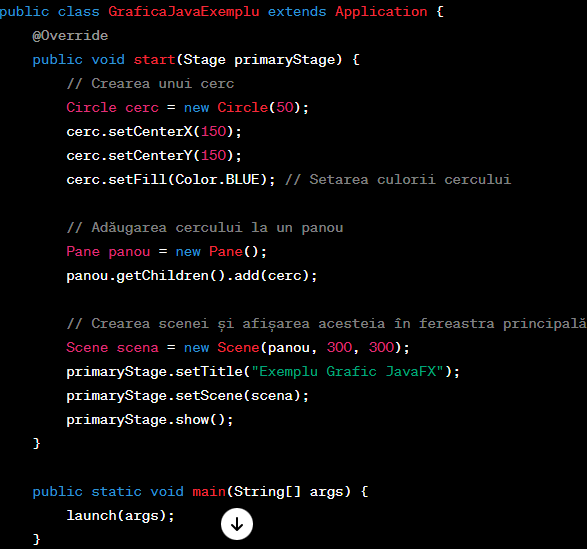 public class GraficaJavaExemplu extends Application {
    @Override
    public void start(Stage primaryStage) {
        // Crearea unui cerc
        Circle cerc = new Circle(50);
        cerc.setCenterX(150);
        cerc.setCenterY(150);
        cerc.setFill(Color.BLUE); // Setarea culorii cercului

        // Adăugarea cercului la un panou
        Pane panou = new Pane();
        panou.getChildren().add(cerc);

        // Crearea scenei și afișarea acesteia în fereastra principală
        Scene scena = new Scene(panou, 300, 300);
        primaryStage.setTitle("Exemplu Grafic JavaFX");
        primaryStage.setScene(scena);
        primaryStage.show();
    }

    public static void main(String[] args) {
        launch(args);
    }